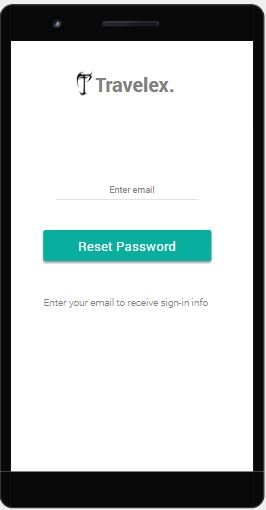 T Travelex.
Enter email
Reset Password
Enter your email to receive sign-in info